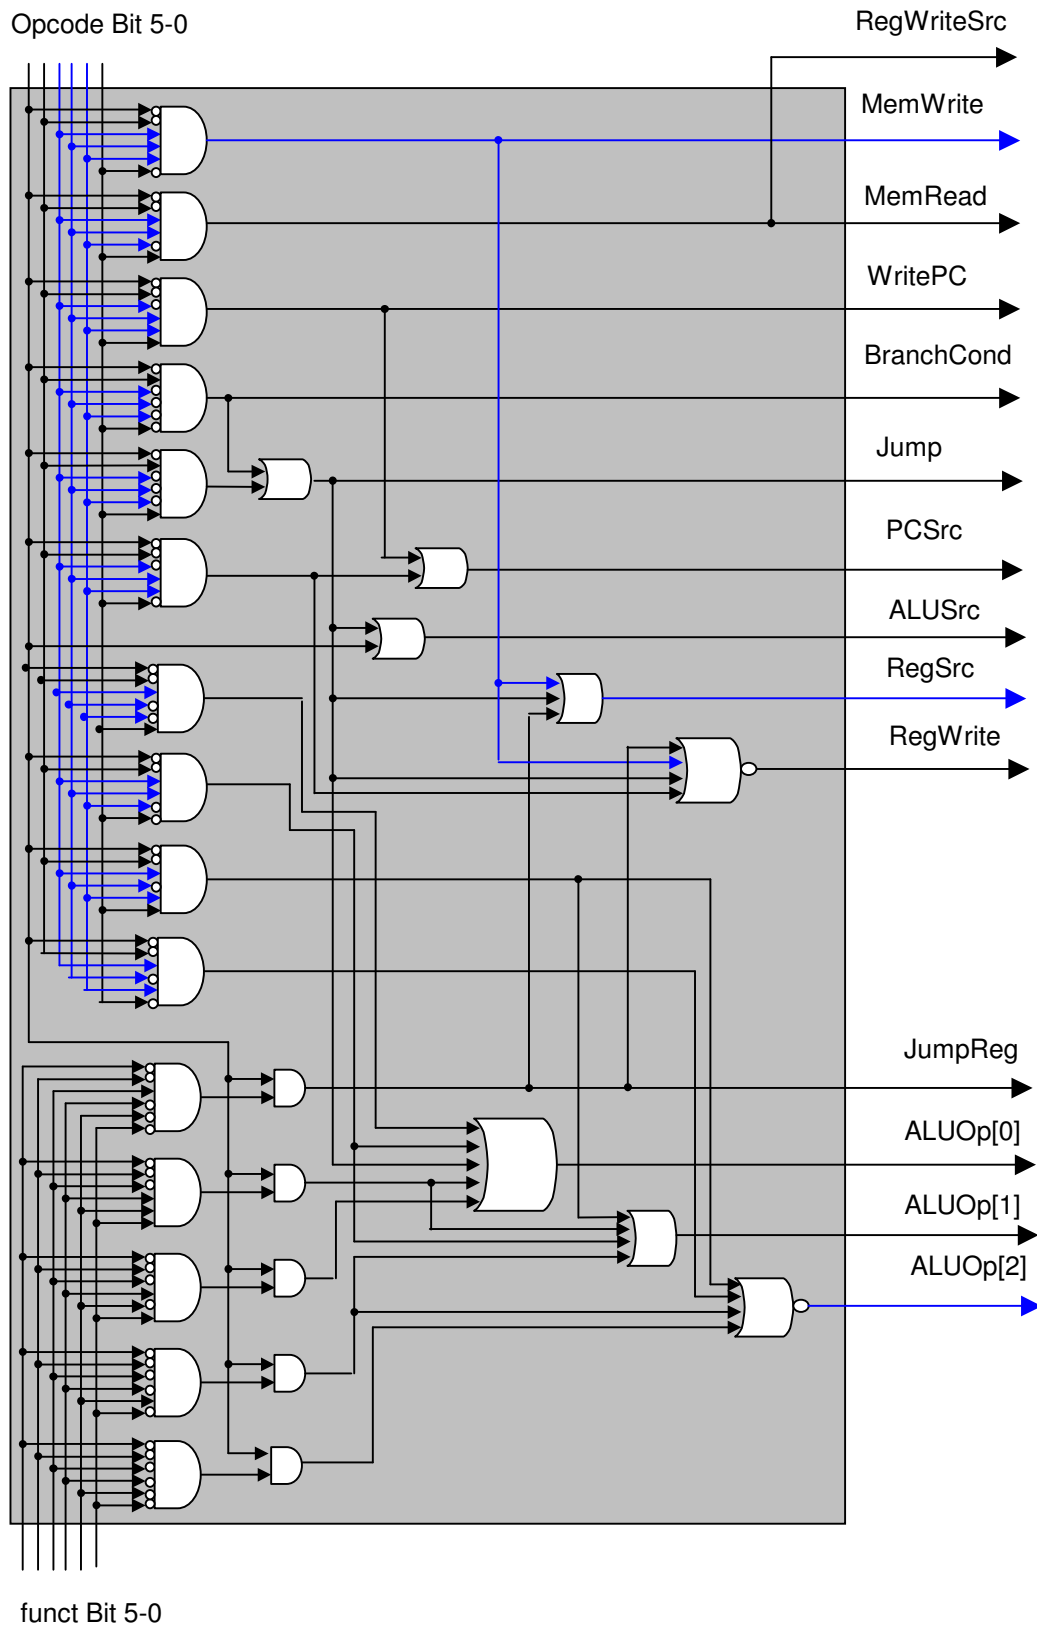 Opcode Bit 5-0
RegWriteSrc
MemWrite
MemRead
WritePC
BranchCond
Jump
PCSrc
ALUSrc
RegSrc
RegWrite
JumpReg
ALUOp[0]
ALUOp[1]
ALUOp[2]
funct Bit 5-0